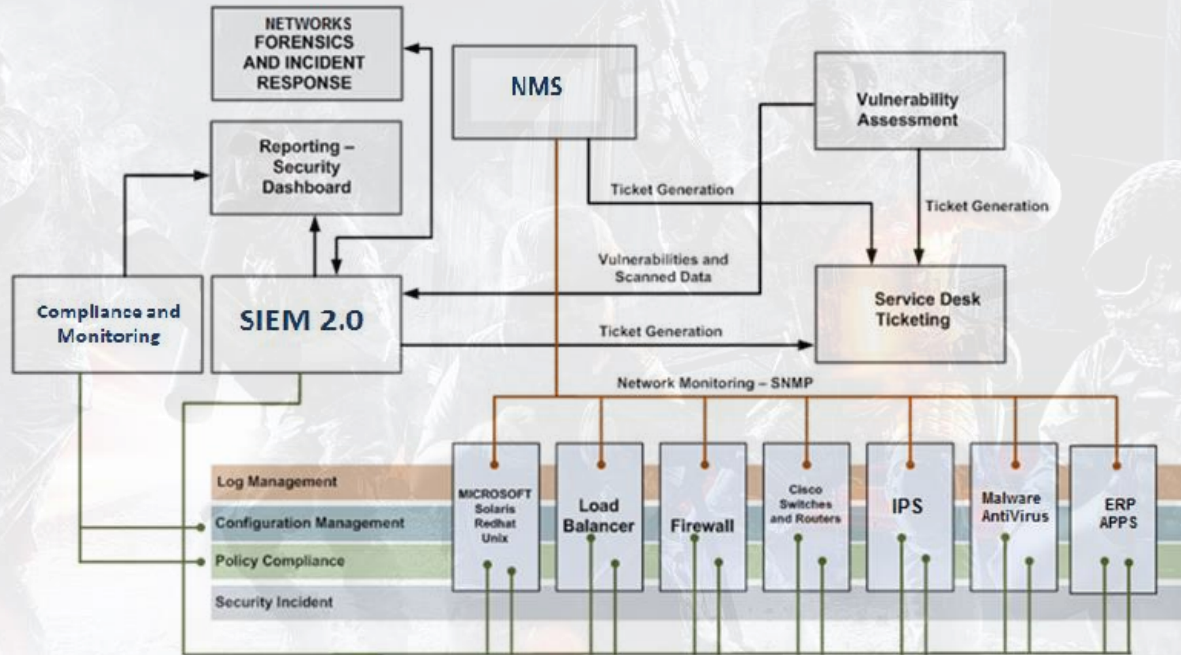 NETWORKS
FORENSICS
AND INCIDENT
RESPONSE
NMS
Vulnerability
Assessment
Reporting –
Security
Dashboard
Ticket Generation
Ticket Generation
Vulnerabilities and
Scanned Data
Compliance and
Monitoring
SIEM 2.0
Service Desk
Ticketing
Ticket Generation
Network Monitoring – SNMP
Log Management
Configuration Management
Policy Compliance
Security Incident
MICROSOFT
Solaris
Redhat
Unix
Load
Balancer
Firewall
Cisco
Switches
and Routers
IPS
Malware
AntiVirus
ERP
APPS